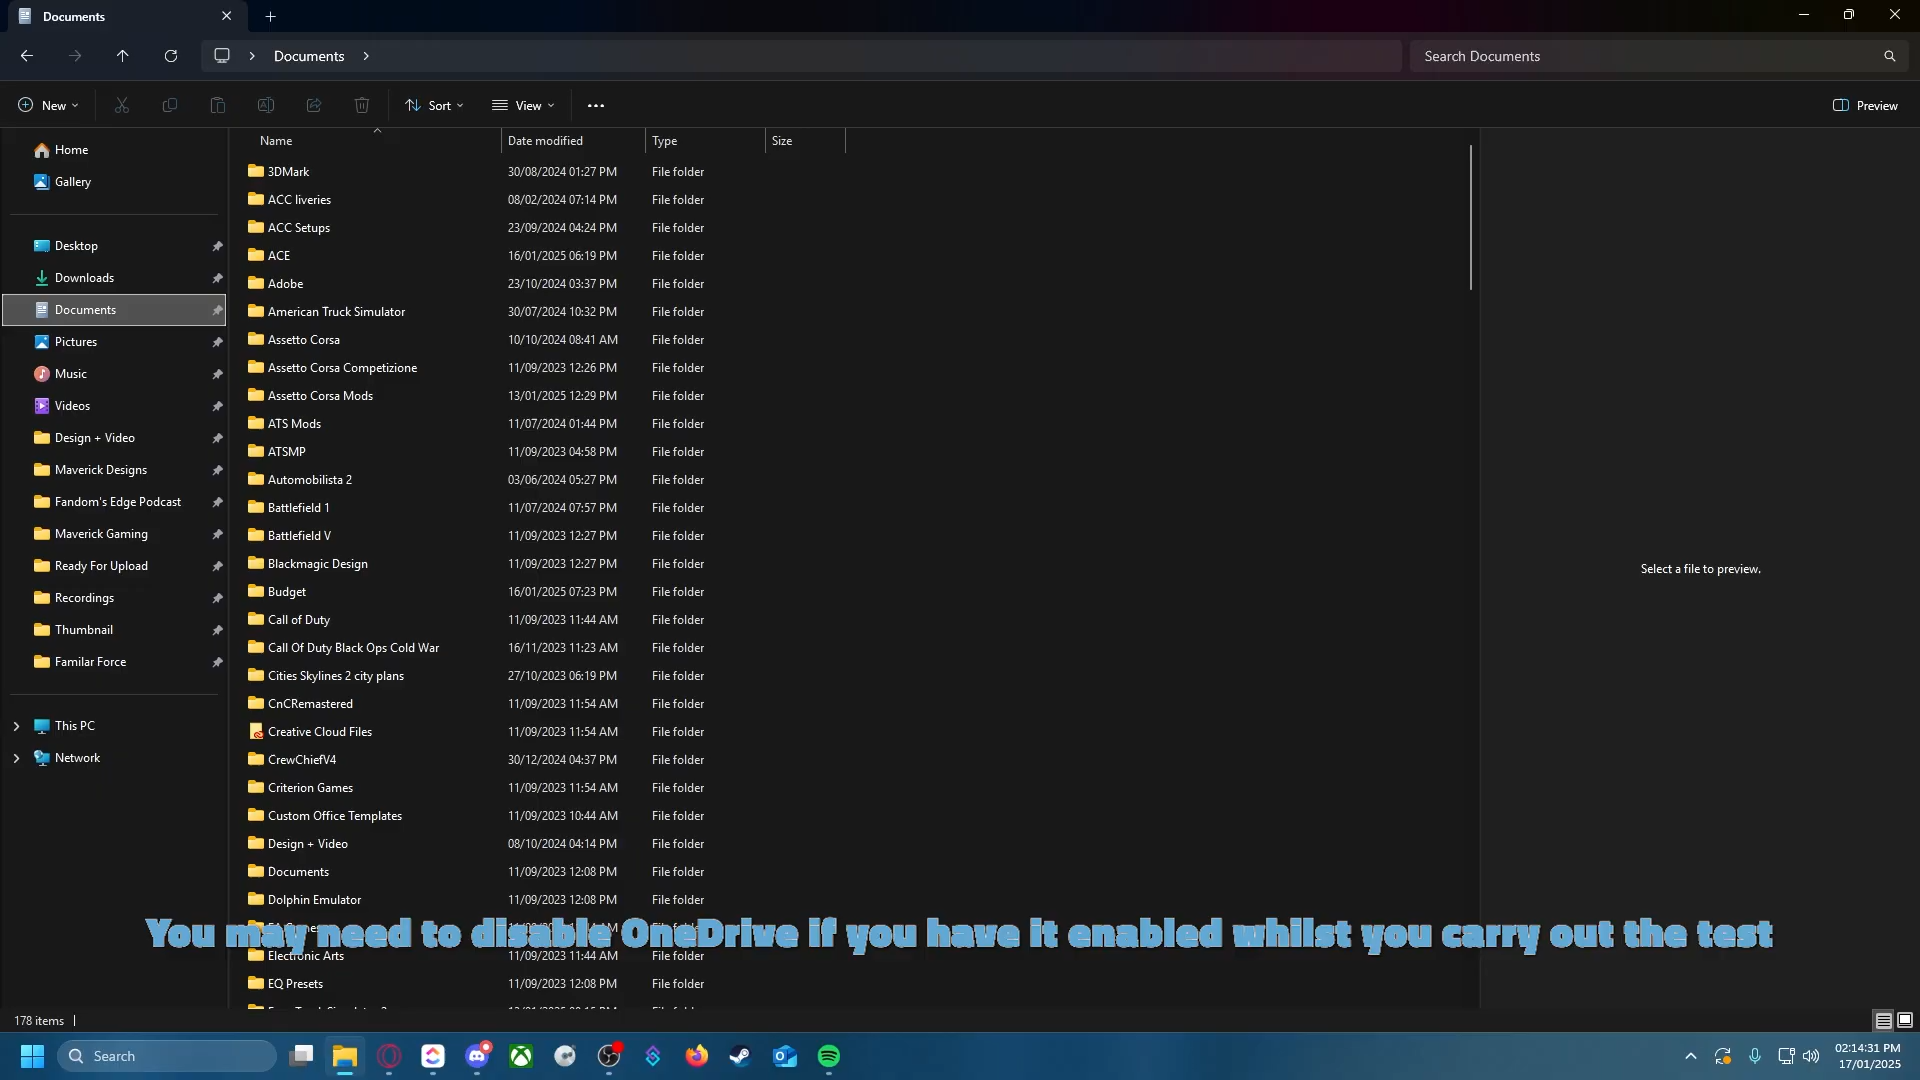 Documents
Documents
Search Documents
New
Sort
View
Preview
Name Date modified Type Size
Home
Gallery
Desktop
Downloads
Documents
Pictures
Music
Videos
Design + Video
Maverick Designs
Fandom's Edge Podcast
Maverick Gaming
Ready For Upload
Recordings
Thumbnail
Familar Force
This PC
Network
3DMark 30/08/2024 01:27 PM File folder
ACC liveries 08/02/2024 07:14 PM File folder
ACC Setups 23/09/2024 04:24 PM File folder
ACE 16/01/2025 06:19 PM File folder
Adobe 23/10/2024 03:37 PM File folder
American Truck Simulator 30/07/2024 10:32 PM File folder
Assetto Corsa 10/10/2024 08:41 AM File folder
Assetto Corsa Competizione 11/09/2023 12:26 PM File folder
Assetto Corsa Mods 13/01/2025 12:29 PM File folder
ATS Mods 11/07/2024 01:44 PM File folder
ATSMP 11/09/2023 04:58 PM File folder
Automobilista 2 03/06/2024 05:27 PM File folder
Battlefield 1 11/07/2024 07:57 PM File folder
Battlefield V 11/09/2023 12:27 PM File folder
Blackmagic Design 11/09/2023 12:27 PM File folder
Budget 16/01/2025 07:23 PM File folder
Call of Duty 11/09/2023 11:44 AM File folder
Call Of Duty Black Ops Cold War 16/11/2023 11:23 AM File folder
Cities Skylines 2 city plans 27/10/2023 06:19 PM File folder
CnCRemastered 11/09/2023 11:54 AM File folder
Creative Cloud Files 11/09/2023 11:54 AM File folder
CrewChiefV4 30/12/2024 04:37 PM File folder
Criterion Games 11/09/2023 11:54 AM File folder
Custom Office Templates 11/09/2023 10:44 AM File folder
Design + Video 08/10/2024 04:14 PM File folder
Documents 11/09/2023 12:08 PM File folder
Dolphin Emulator 11/09/2023 12:08 PM File folder
You may need to disable OneDrive if you have it enabled whilst you carry out the test
Electronic Arts 11/09/2023 11:44 AM File folder
EQ Presets 11/09/2023 12:08 PM File folder
Select a file to preview.
178 items
Search
02:14:31 PM
17/01/2025